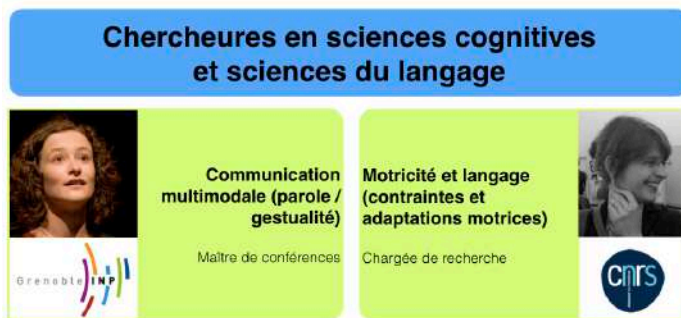 Chercheures en sciences cognitives
et sciences du langage
Communication
multimodale (parole /
gestualité)
Maître de conférences
Grenoble INP
Motricité et langage
(contraintes et
adaptations motrices)
Chargée de recherche
cnrs